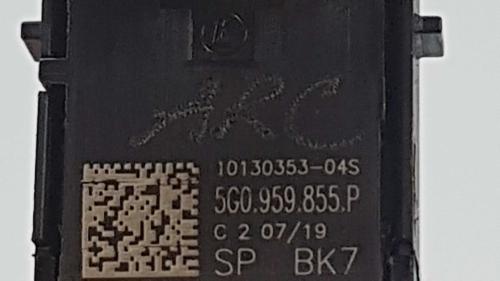 ARC
10130353-04S
5G0.959.855.P
C 2 07/19
SP BK7